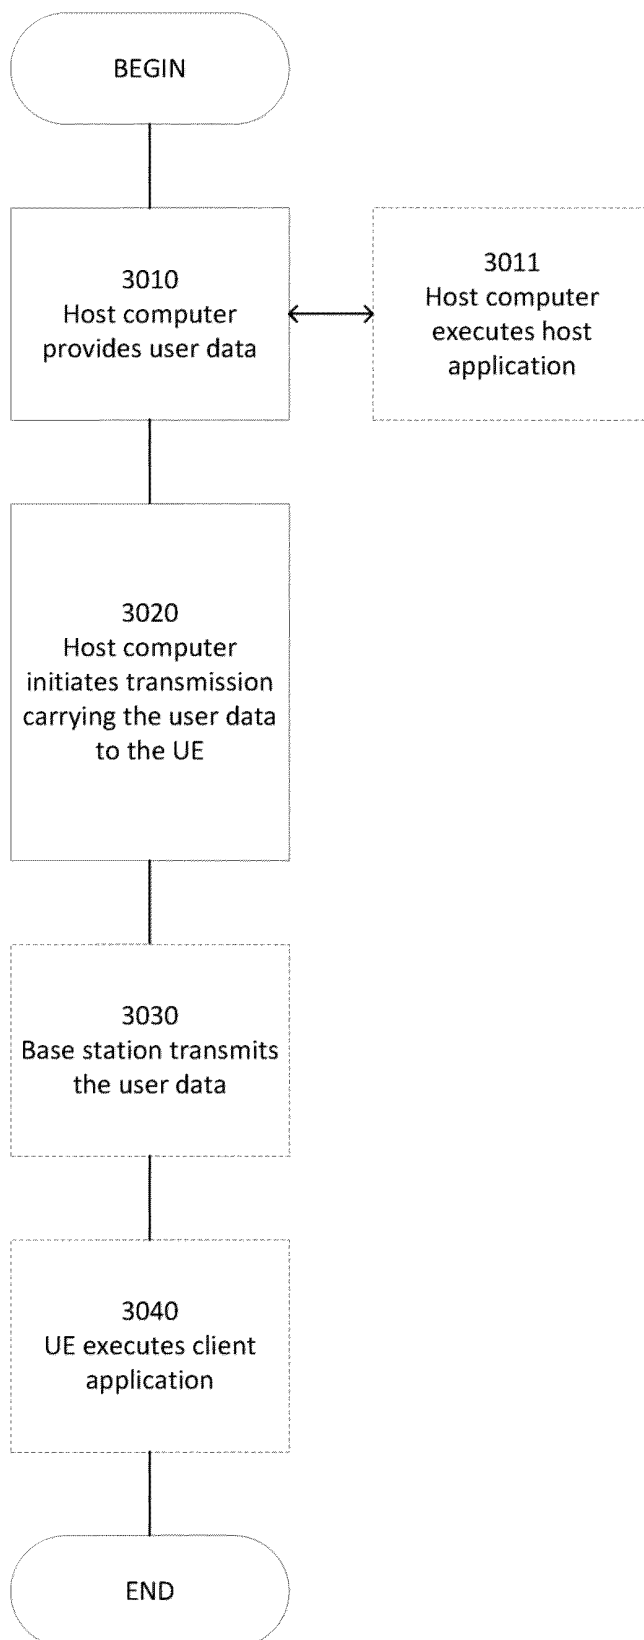 BEGIN
3010
Host computer
provides user data
3011
Host computer
executes host
application
3020
Host computer
initiates transmission
carrying the user data
to the UE
3030
Base station transmits
the user data
3040
UE executes client
application
END